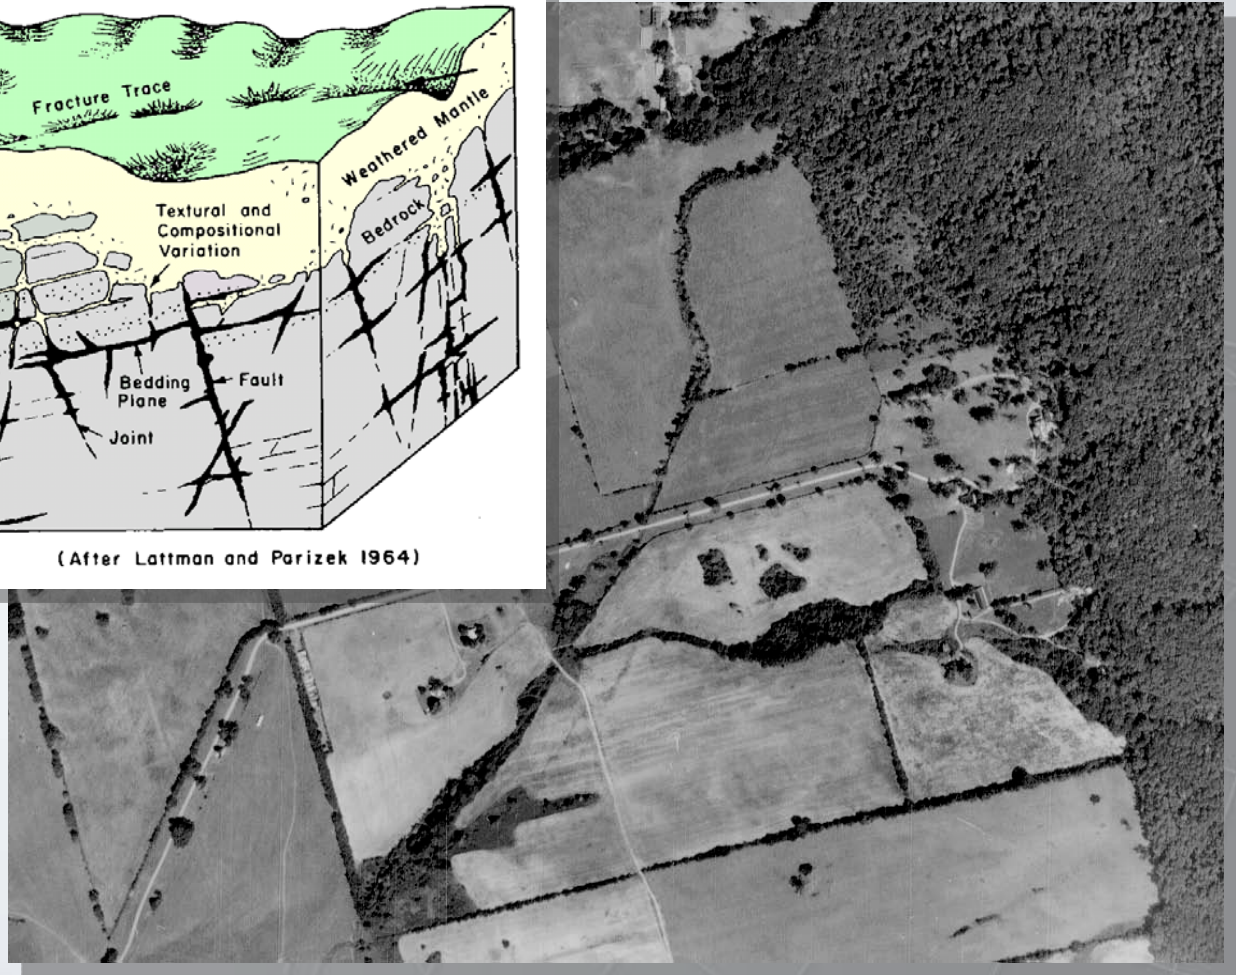 Fracture Trace
Weathered Mantle
Textural and
Compositional
Variation
Bedrock
Bedding
Plane
Fault
Joint
(After Lattman and Parizek 1964)